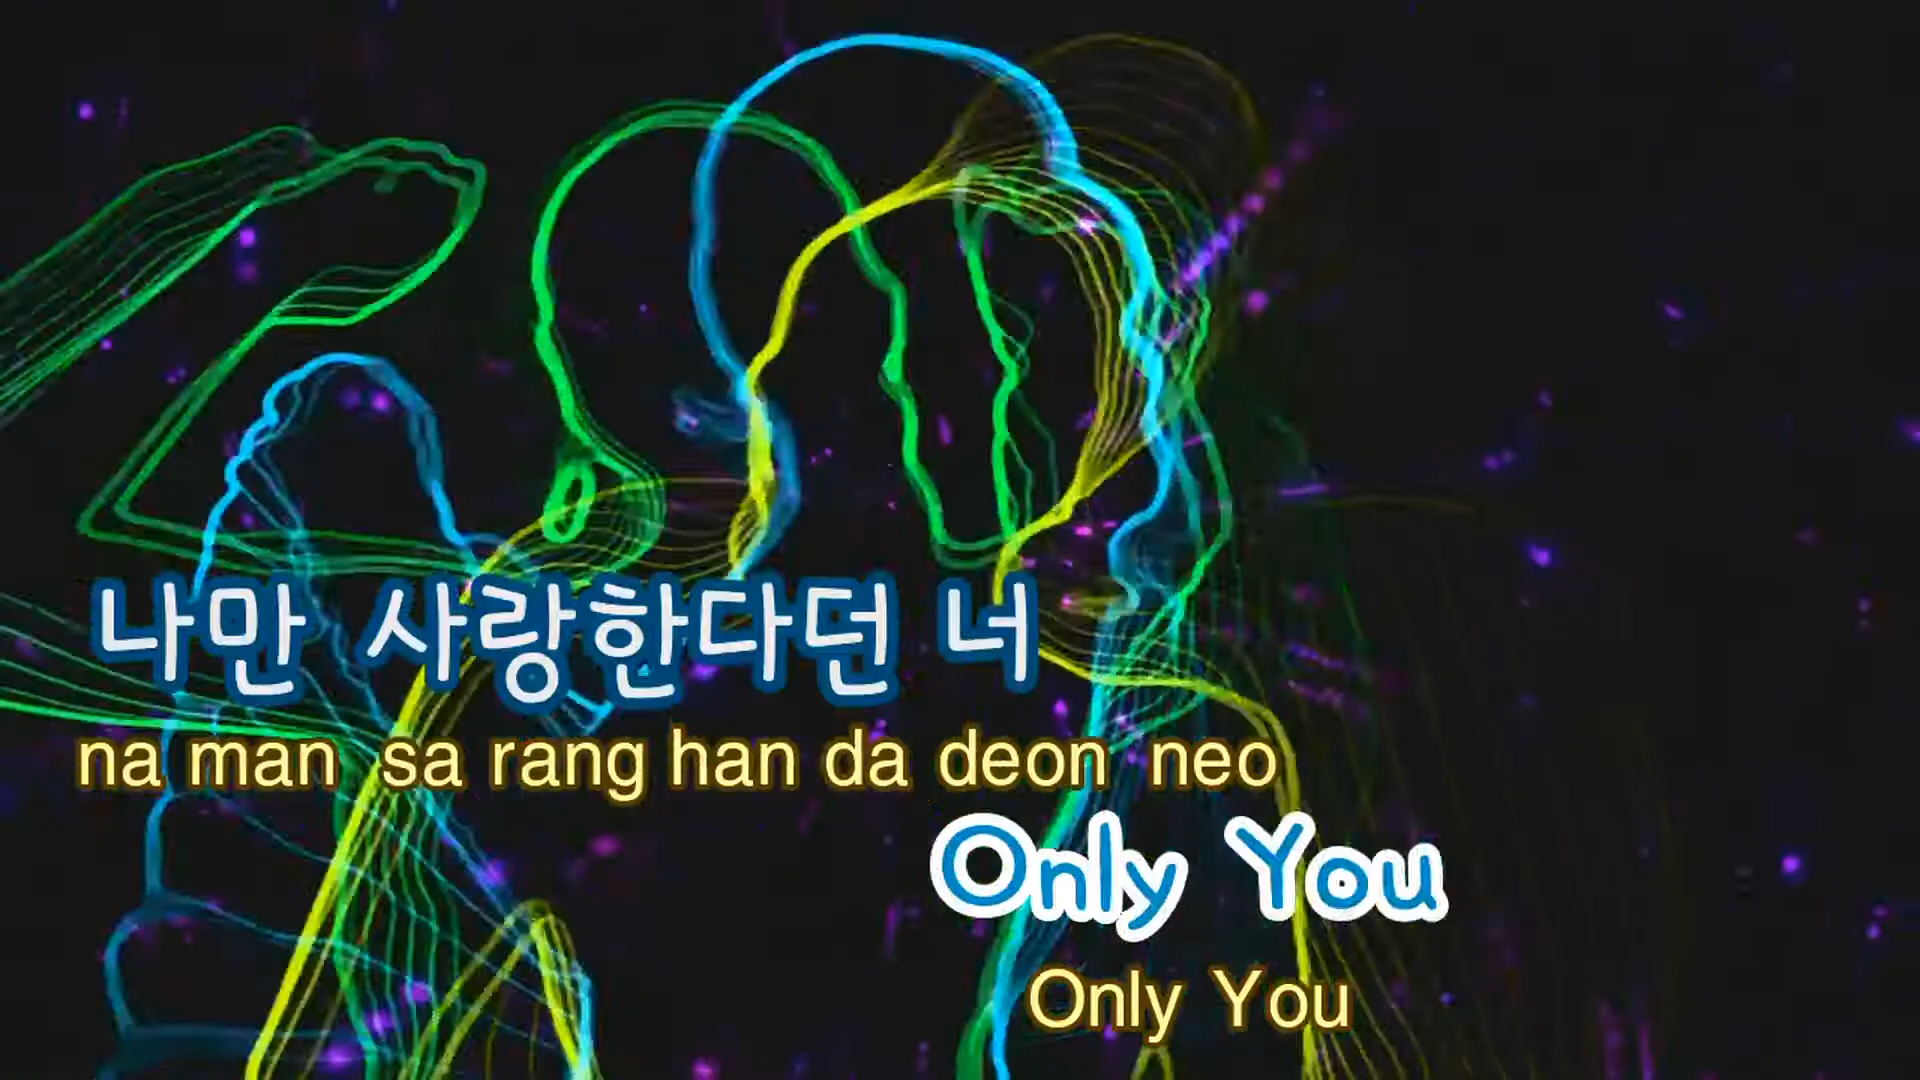 나만 사랑한다던 너
na man sa rang han da deon neo
Only You
Only You